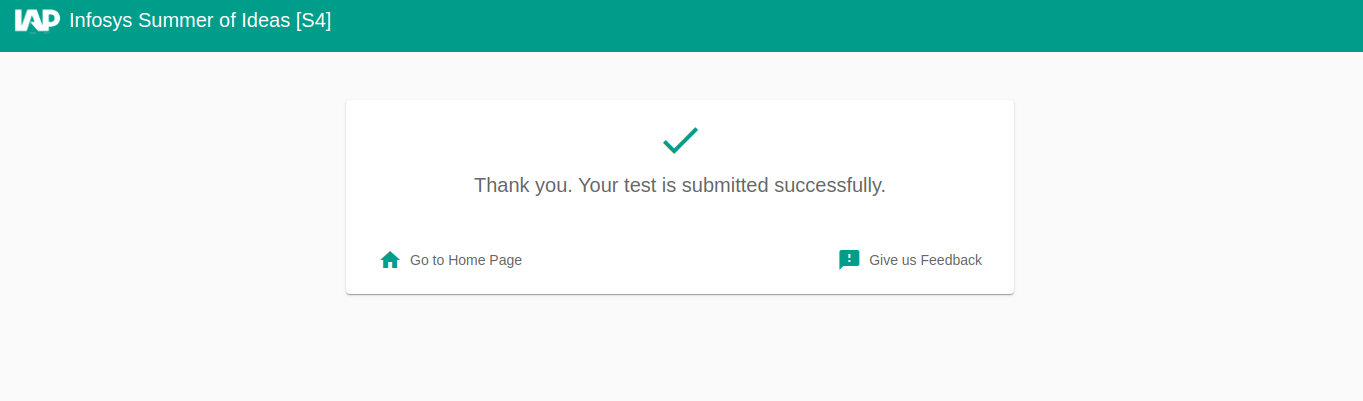 IAP Infosys Summer of Ideas [S4]
Thank you. Your test is submitted successfully.
Go to Home Page
Give us Feedback